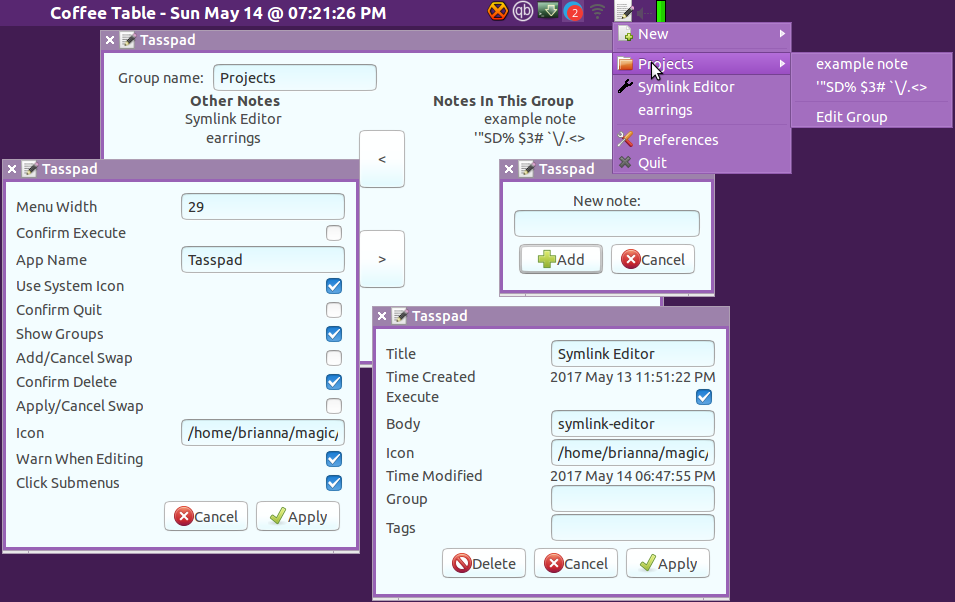 Coffee Table - Sun May 14 @ 07:21:26 PM
qb
2
Tasspad
Group name: Projects
Other Notes
Symlink Editor
earrings
Notes In This Group
example note
'"SD% $3# `\/.<>
<
>
New
Projects
Symlink Editor
earrings
Preferences
Quit
example note
'"SD% $3# `\/.<>
Edit Group
Tasspad
Menu Width 29
Confirm Execute
App Name Tasspad
Use System Icon
Confirm Quit
Show Groups
Add/Cancel Swap
Confirm Delete
Apply/Cancel Swap
Icon /home/brianna/magic/
Warn When Editing
Click Submenus
Cancel Apply
Tasspad
New note:
Add Cancel
Tasspad
Title Symlink Editor
Time Created 2017 May 13 11:51:22 PM
Execute
Body symlink-editor
Icon /home/brianna/magic/
Time Modified 2017 May 14 06:47:55 PM
Group
Tags
Delete Cancel Apply